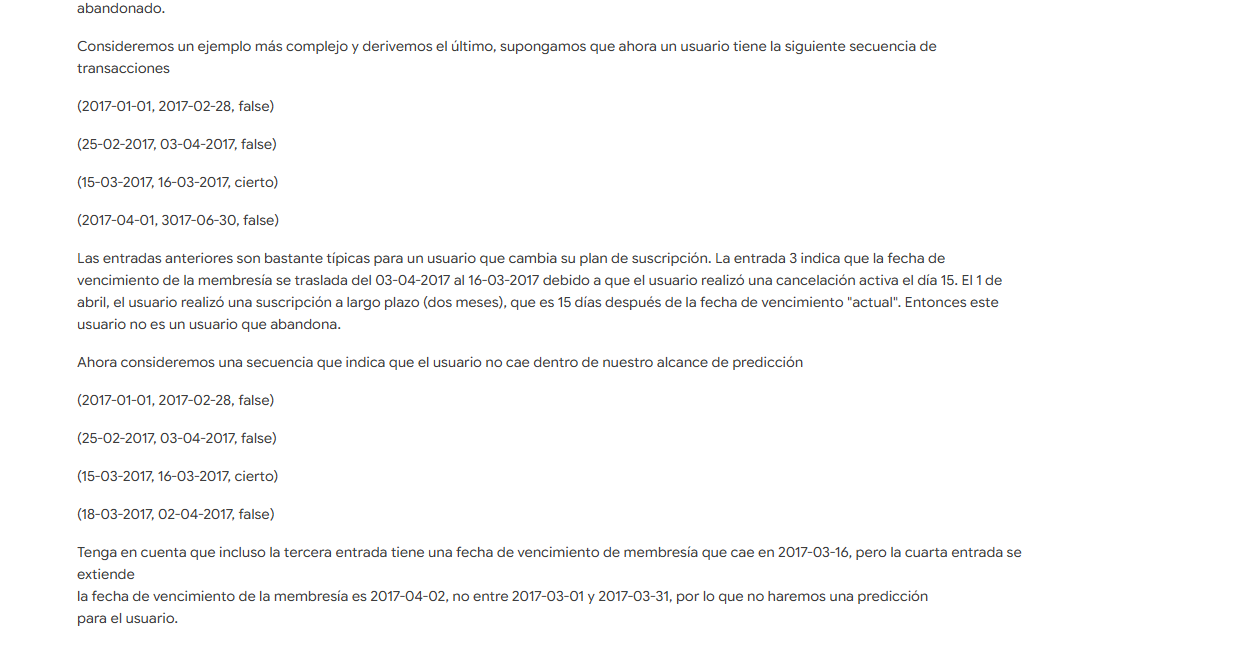 abandonado.
Consideremos un ejemplo más complejo y derivemos el último, supongamos que ahora un usuario tiene la siguiente secuencia de
transacciones
(2017-01-01, 2017-02-28, false)
(25-02-2017, 03-04-2017, false)
(15-03-2017, 16-03-2017, cierto)
(2017-04-01, 3017-06-30, false)
Las entradas anteriores son bastante típicas para un usuario que cambia su plan de suscripción. La entrada 3 indica que la fecha de
vencimiento de la membresía se traslada del 03-04-2017 al 16-03-2017 debido a que el usuario realizó una cancelación activa el día 15. El 1 de
abril, el usuario realizó una suscripción a largo plazo (dos meses), que es 15 días después de la fecha de vencimiento "actual". Entonces este
usuario no es un usuario que abandona.
Ahora consideremos una secuencia que indica que el usuario no cae dentro de nuestro alcance de predicción
(2017-01-01, 2017-02-28, false)
(25-02-2017, 03-04-2017, false)
(15-03-2017, 16-03-2017, cierto)
(18-03-2017, 02-04-2017, false)
Tenga en cuenta que incluso la tercera entrada tiene una fecha de vencimiento de membresía que cae en 2017-03-16, pero la cuarta entrada se
extiende
la fecha de vencimiento de la membresía es 2017-04-02, no entre 2017-03-01 y 2017-03-31, por lo que no haremos una predicción
para el usuario.